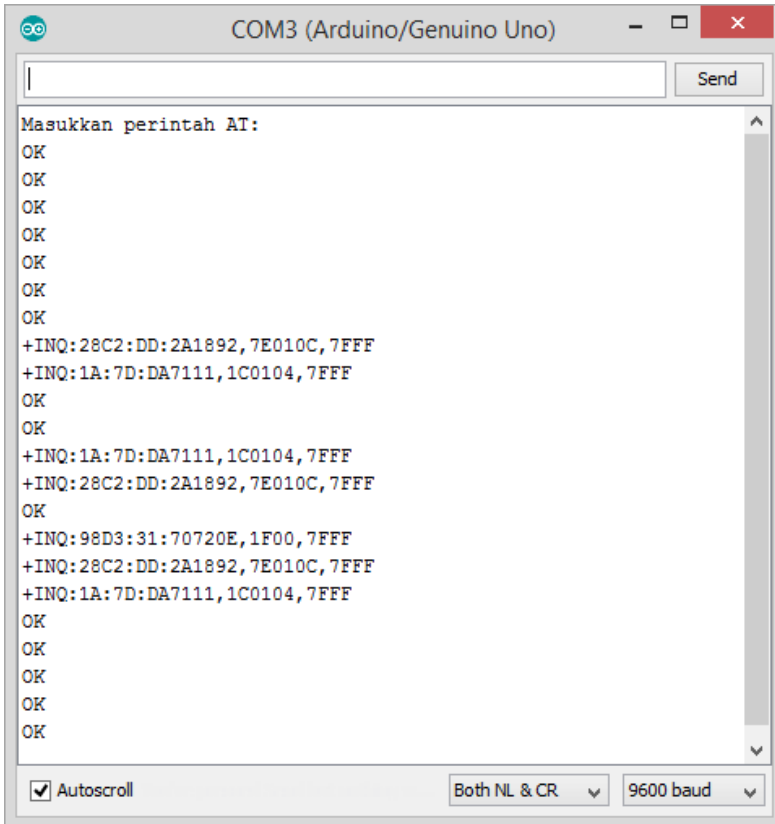 COM3 (Arduino/Genuino Uno)
Send
Masukkan perintah AT:
OK
OK
OK
OK
OK
OK
OK
+INQ:28C2:DD:2A1892,7E010C,7FFF
+INQ:1A:7D:DA7111,1C0104,7FFF
OK
OK
+INQ:1A:7D:DA7111,1C0104,7FFF
+INQ:28C2:DD:2A1892,7E010C,7FFF
OK
+INQ:98D3:31:70720E,1F00,7FFF
+INQ:28C2:DD:2A1892,7E010C,7FFF
+INQ:1A:7D:DA7111,1C0104,7FFF
OK
OK
OK
OK
OK
Autoscroll
Both NL & CR
9600 baud